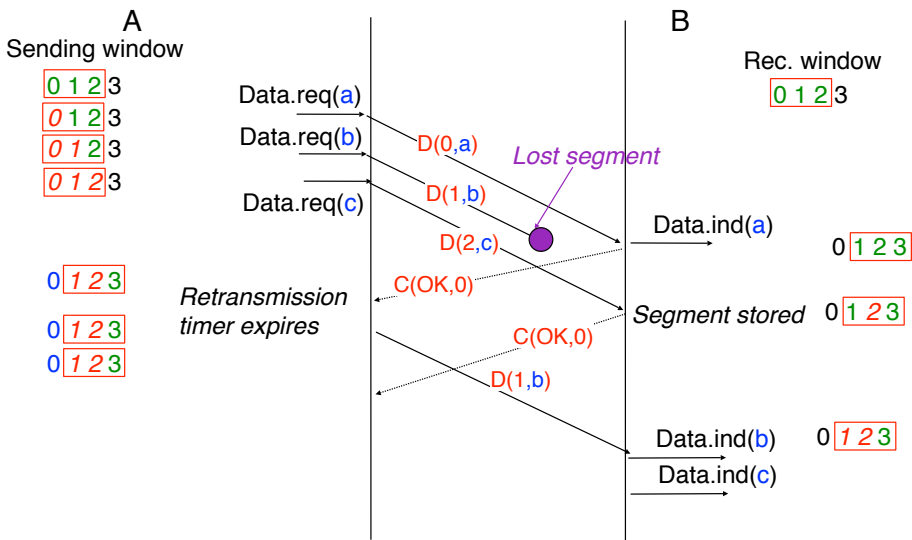 A
B
Sending window
Rec. window
0 1 2 3
0 1 2 3
0 1 2 3
0 1 2 3
0 1 2 3
Data.req(a)
Data.req(b)
Data.req(c)
D(0,a)
Lost segment
D(1,b)
D(2,c)
Data.ind(a)
0 1 2 3
0 1 2 3
C(OK,0)
Retransmission
timer expires
Segment stored
0 1 2 3
0 1 2 3
0 1 2 3
C(OK,0)
D(1,b)
Data.ind(b)
0 1 2 3
Data.ind(c)